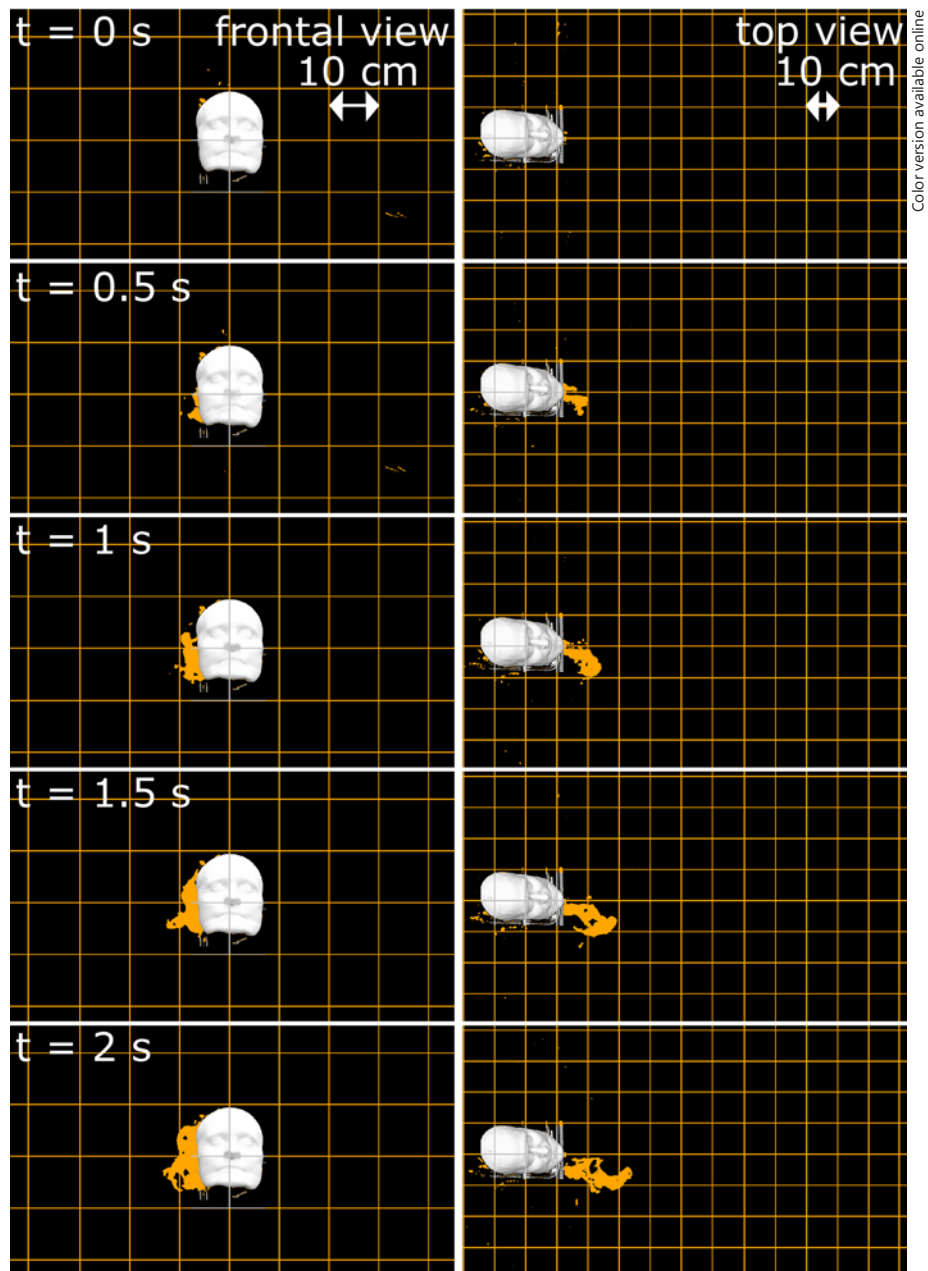 t = 0 s
frontal view
10 cm
top view
10 cm
Color version available online
t = 0.5 s
t = 1 s
t = 1.5 s
t = 2 s